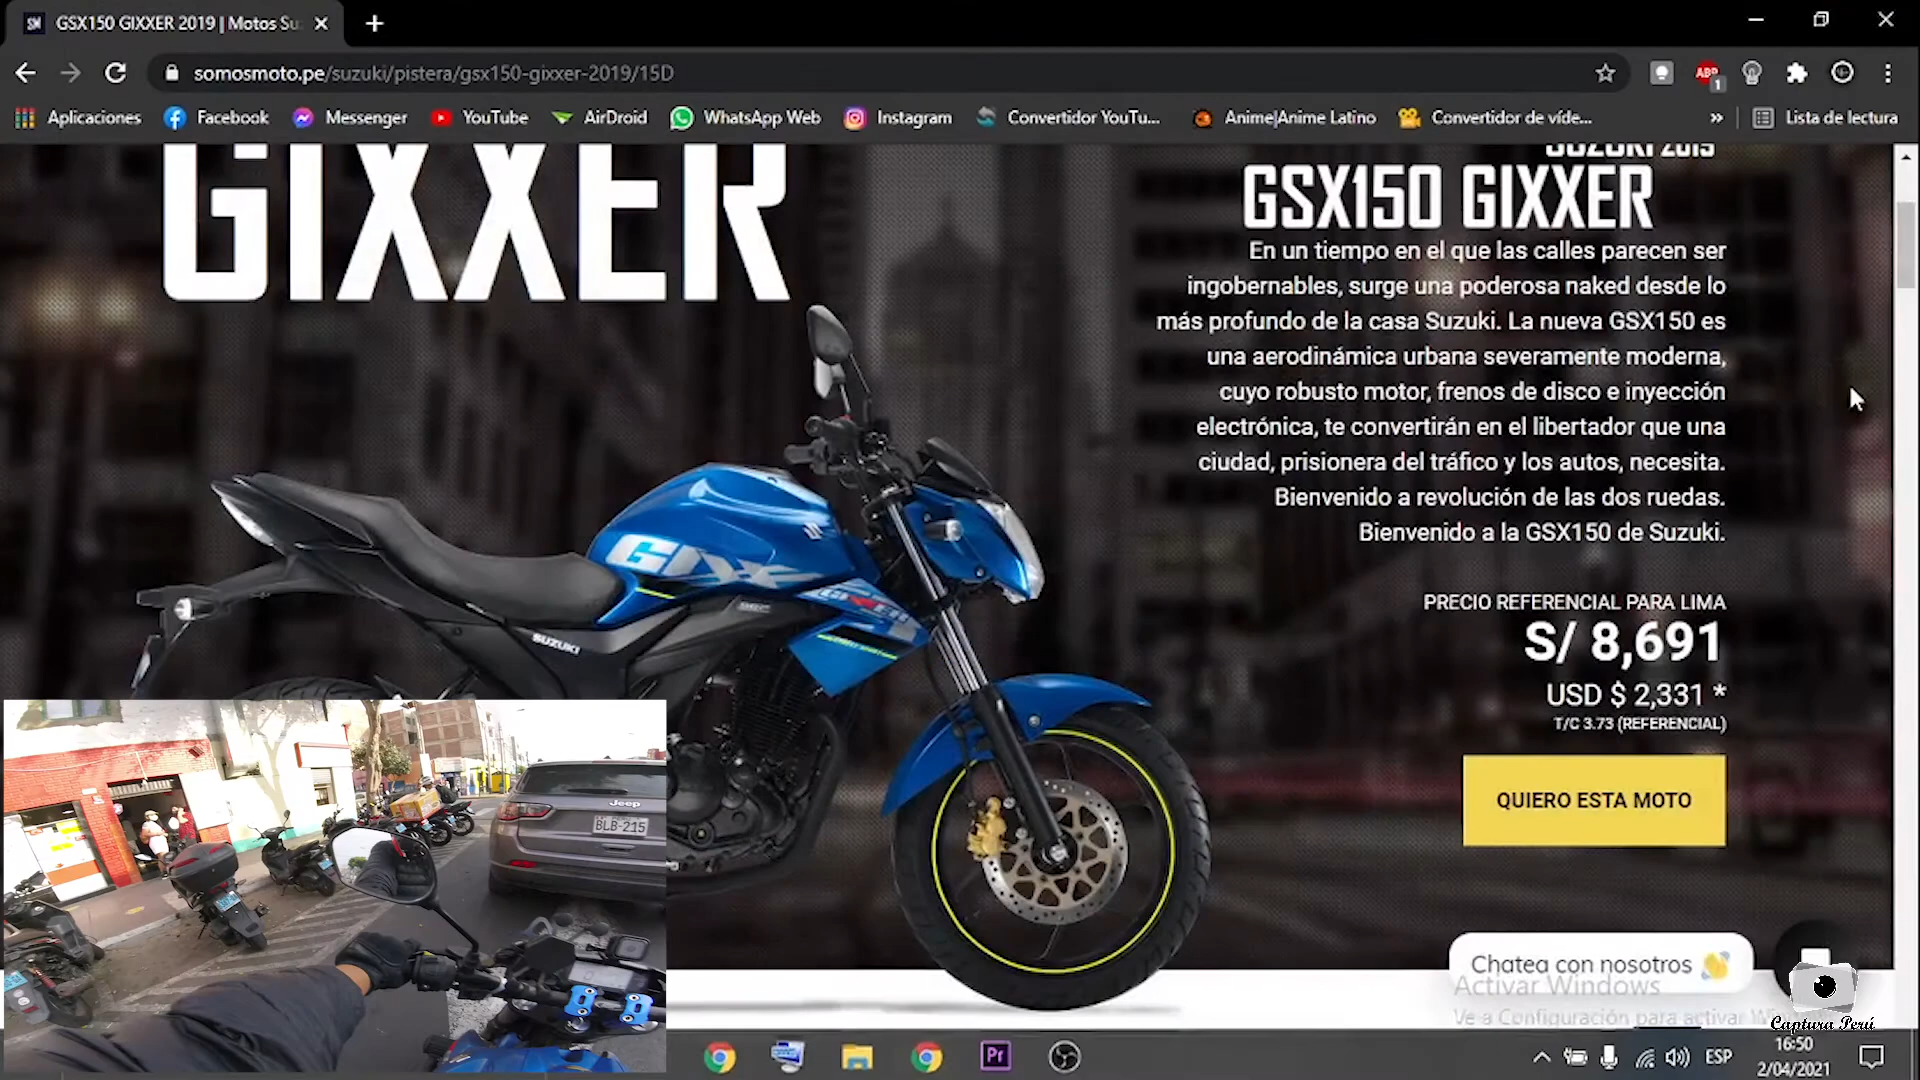 GSX150 GIXXER 2019 | Motos Su
somosmoto.pe/suzuki/pistera/gsx150-gixxer-2019/15D
ABP
1
Aplicaciones
Facebook
Messenger
YouTube
AirDroid
WhatsApp Web
Instagram
Convertidor YouTu...
Anime|Anime Latino
Convertidor de víde...
»
Lista de lectura
GIXXER
SUZUKI 2019
GSX150 GIXXER
En un tiempo en el que las calles parecen ser
ingobernables, surge una poderosa naked desde lo
más profundo de la casa Suzuki. La nueva GSX150 es
una aerodinámica urbana severamente moderna,
cuyo robusto motor, frenos de disco e inyección
electrónica, te convertirán en el libertador que una
ciudad, prisionera del tráfico y los autos, necesita.
Bienvenido a revolución de las dos ruedas.
Bienvenido a la GSX150 de Suzuki.
PRECIO REFERENCIAL PARA LIMA
S/ 8,691
USD $ 2,331 *
T/C 3.73 (REFERENCIAL)
QUIERO ESTA MOTO
GIXX
GIXXER
SUZUKI
Jeep
BLB-215
Chatea con nosotros
Activar Windows
Ve a Configuración para activar W
Captura Perú
Pr
ESP
16:50
2/04/2021